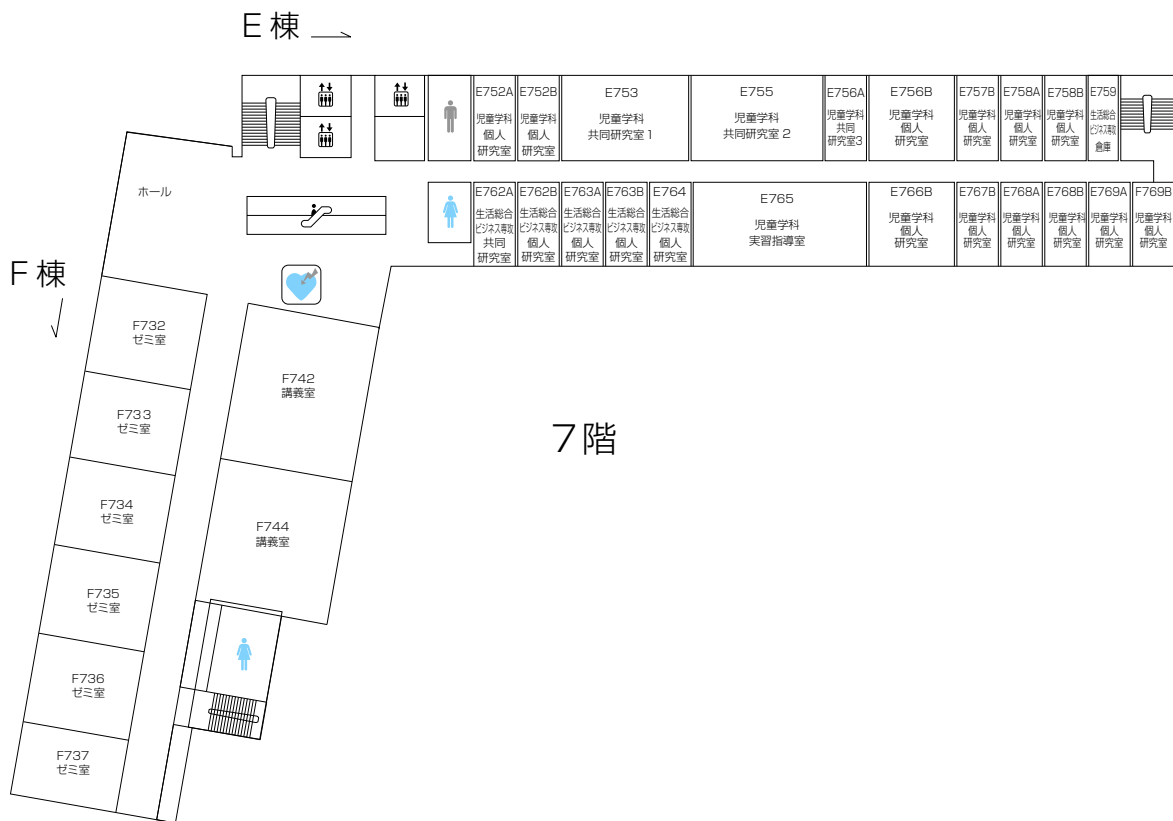 E棟
E752A
児童学科
個人
研究室
E752B
児童学科
個人
研究室
E753
児童学科
共同研究室1
E755
児童学科
共同研究室2
E756A
児童学科
共同
研究室3
E756B
児童学科
個人
研究室
E757B
児童学科
個人
研究室
E758A
児童学科
個人
研究室
E758B
児童学科
個人
研究室
E759
生活総合
ビジネス専攻
倉庫
ホール
E762A
生活総合
ビジネス専攻
共同
研究室
E762B
生活総合
ビジネス専攻
個人
研究室
E763A
生活総合
ビジネス専攻
個人
研究室
E763B
生活総合
ビジネス専攻
個人
研究室
E764
生活総合
ビジネス専攻
個人
研究室
E765
児童学科
実習指導室
E766B
児童学科
個人
研究室
E767B
児童学科
個人
研究室
E768A
児童学科
個人
研究室
E768B
児童学科
個人
研究室
E769A
児童学科
個人
研究室
F769B
児童学科
個人
研究室
F棟
F732
ゼミ室
F742
講義室
F733
ゼミ室
7階
F734
ゼミ室
F744
講義室
F735
ゼミ室
F736
ゼミ室
F737
ゼミ室